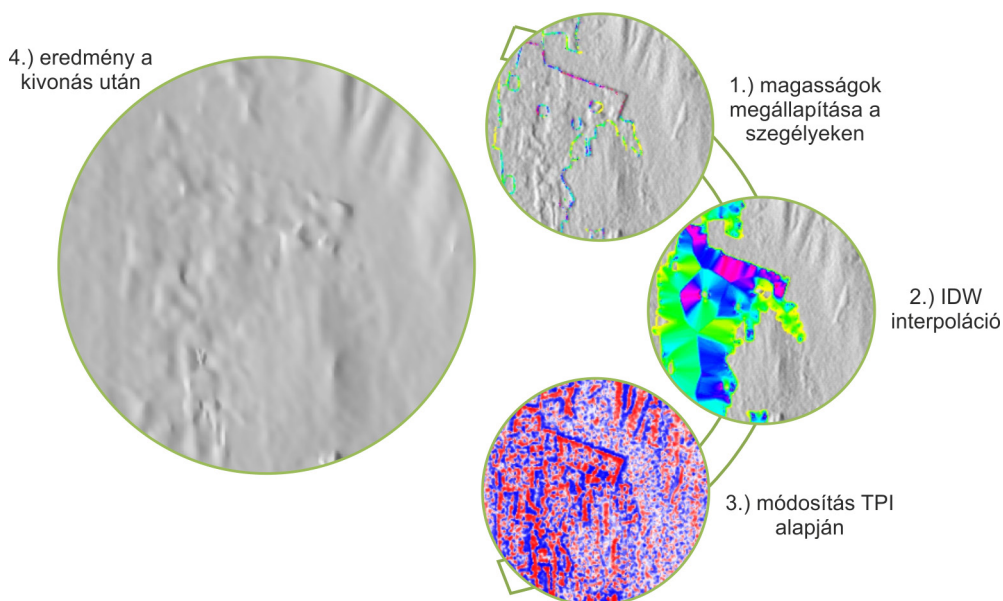 4.) eredmény a
kivonás után
1.) magasságok
megállapítása a
szegélyeken
2.) IDW
interpoláció
3.) módosítás TPI
alapján